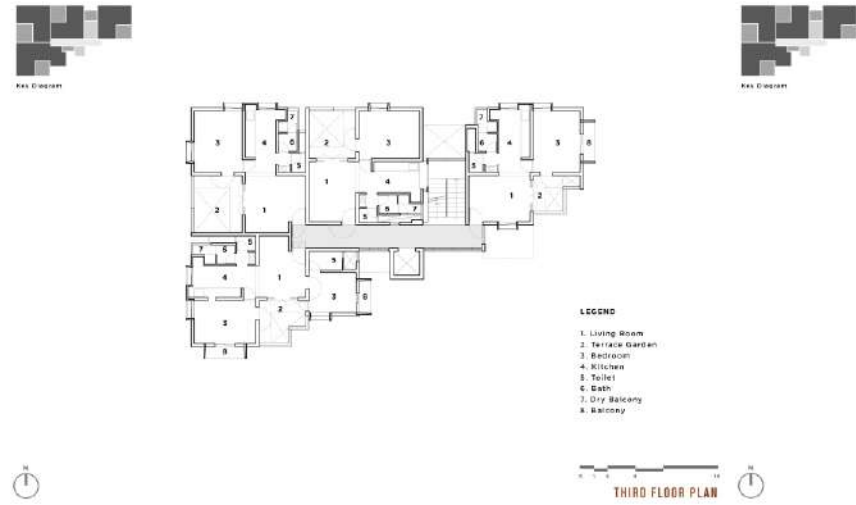 Key Diagram
Key Diagram
7
3
4
6
5
2
3
2
1
1
4
5
6
7
7
6
4
3
8
5
1
2
5
7
6
4
1
5
3
8
2
3
8
LEGEND
1. Living Room
2. Terrace Garden
3. Bedroom
4. Kitchen
5. Toilet
6. Bath
7. Dry Balcony
8. Balcony
N
N
THIRD FLOOR PLAN